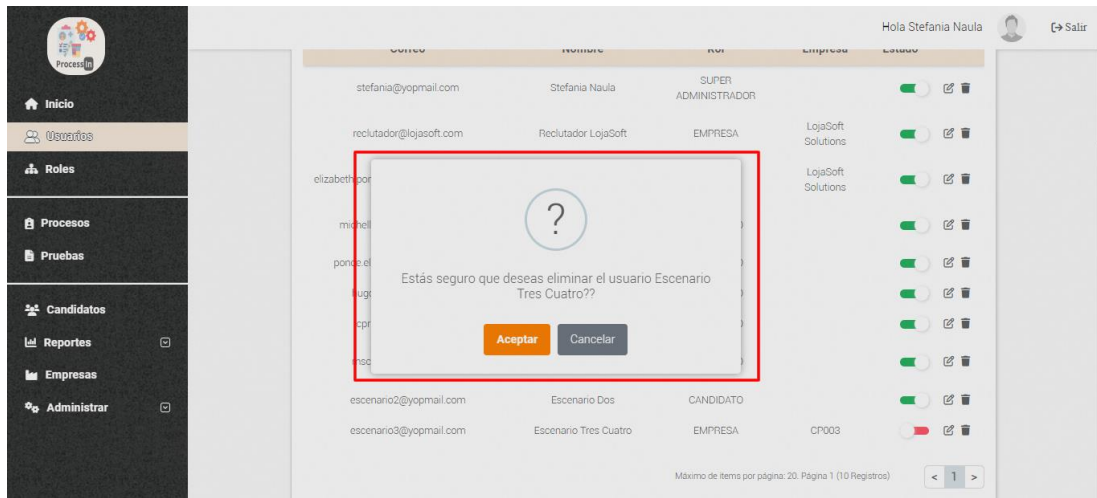 Hola Stefania Naula
Salir
ProcessIn
Inicio
Usuarios
Roles
Procesos
Pruebas
Candidatos
Reportes
Empresas
Administrar
Correo Nombre Rol Empresa Estado
stefania@yopmail.com Stefania Naula SUPER
ADMINISTRADOR
reclutador@lojasoft.com Reclutador LojaSoft EMPRESA LojaSoft
Solutions
LojaSoft
Solutions
?
Estás seguro que deseas eliminar el usuario Escenario
Tres Cuatro??
Aceptar Cancelar
escenario2@yopmail.com Escenario Dos CANDIDATO
escenario3@yopmail.com Escenario Tres Cuatro EMPRESA CP003
Máximo de items por página: 20. Página 1 (10 Registros) < 1 >